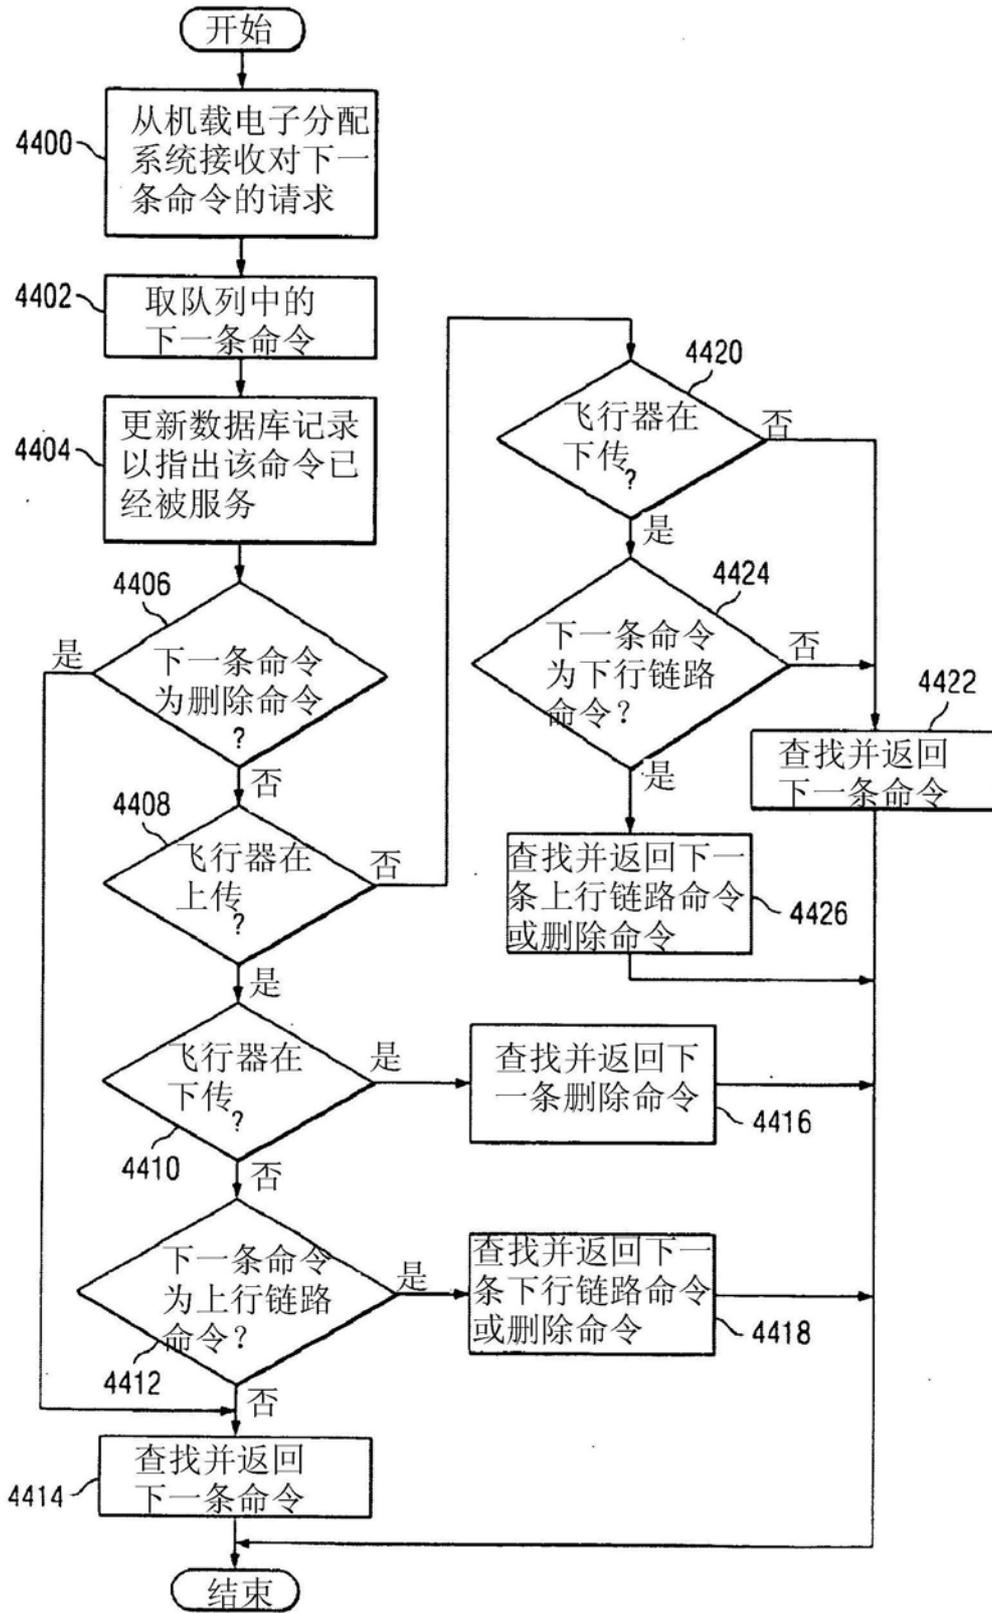 开始
4400
从机载电子分配
系统接收对下一
条命令的请求
4402
取队列中的
下一条命令
4404
更新数据库记录
以指出该命令已
经被服务
4406
是
下一条命令
为删除命令
?
否
4408
飞行器在
上传
?
否
是
飞行器在
下传
?
4410
是
否
查找并返回下
一条删除命令
4416
下一条命令
为上行链路
命令?
4412
是
否
查找并返回下一
条下行链路命令
或删除命令
4418
4414
查找并返回
下一条命令
结束
4420
飞行器在
下传
?
否
是
4424
下一条命令
为下行链路
命令?
否
是
4422
查找并返回
下一条命令
查找并返回下一
条上行链路命令
或删除命令
4426